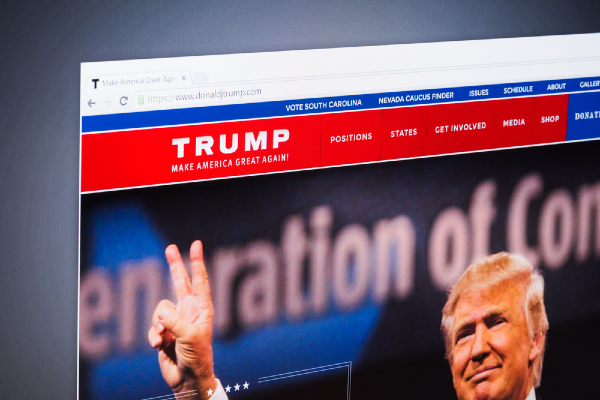 Make America Great Agai
https://www.donaldjtrump.com
VOTE SOUTH CAROLINA NEVADA CAUCUS FINDER ISSUES SCHEDULE ABOUT GALLER
TRUMP
MAKE AMERICA GREAT AGAIN!
POSITIONS STATES GET INVOLVED MEDIA SHOP DONATE
eneration of Con